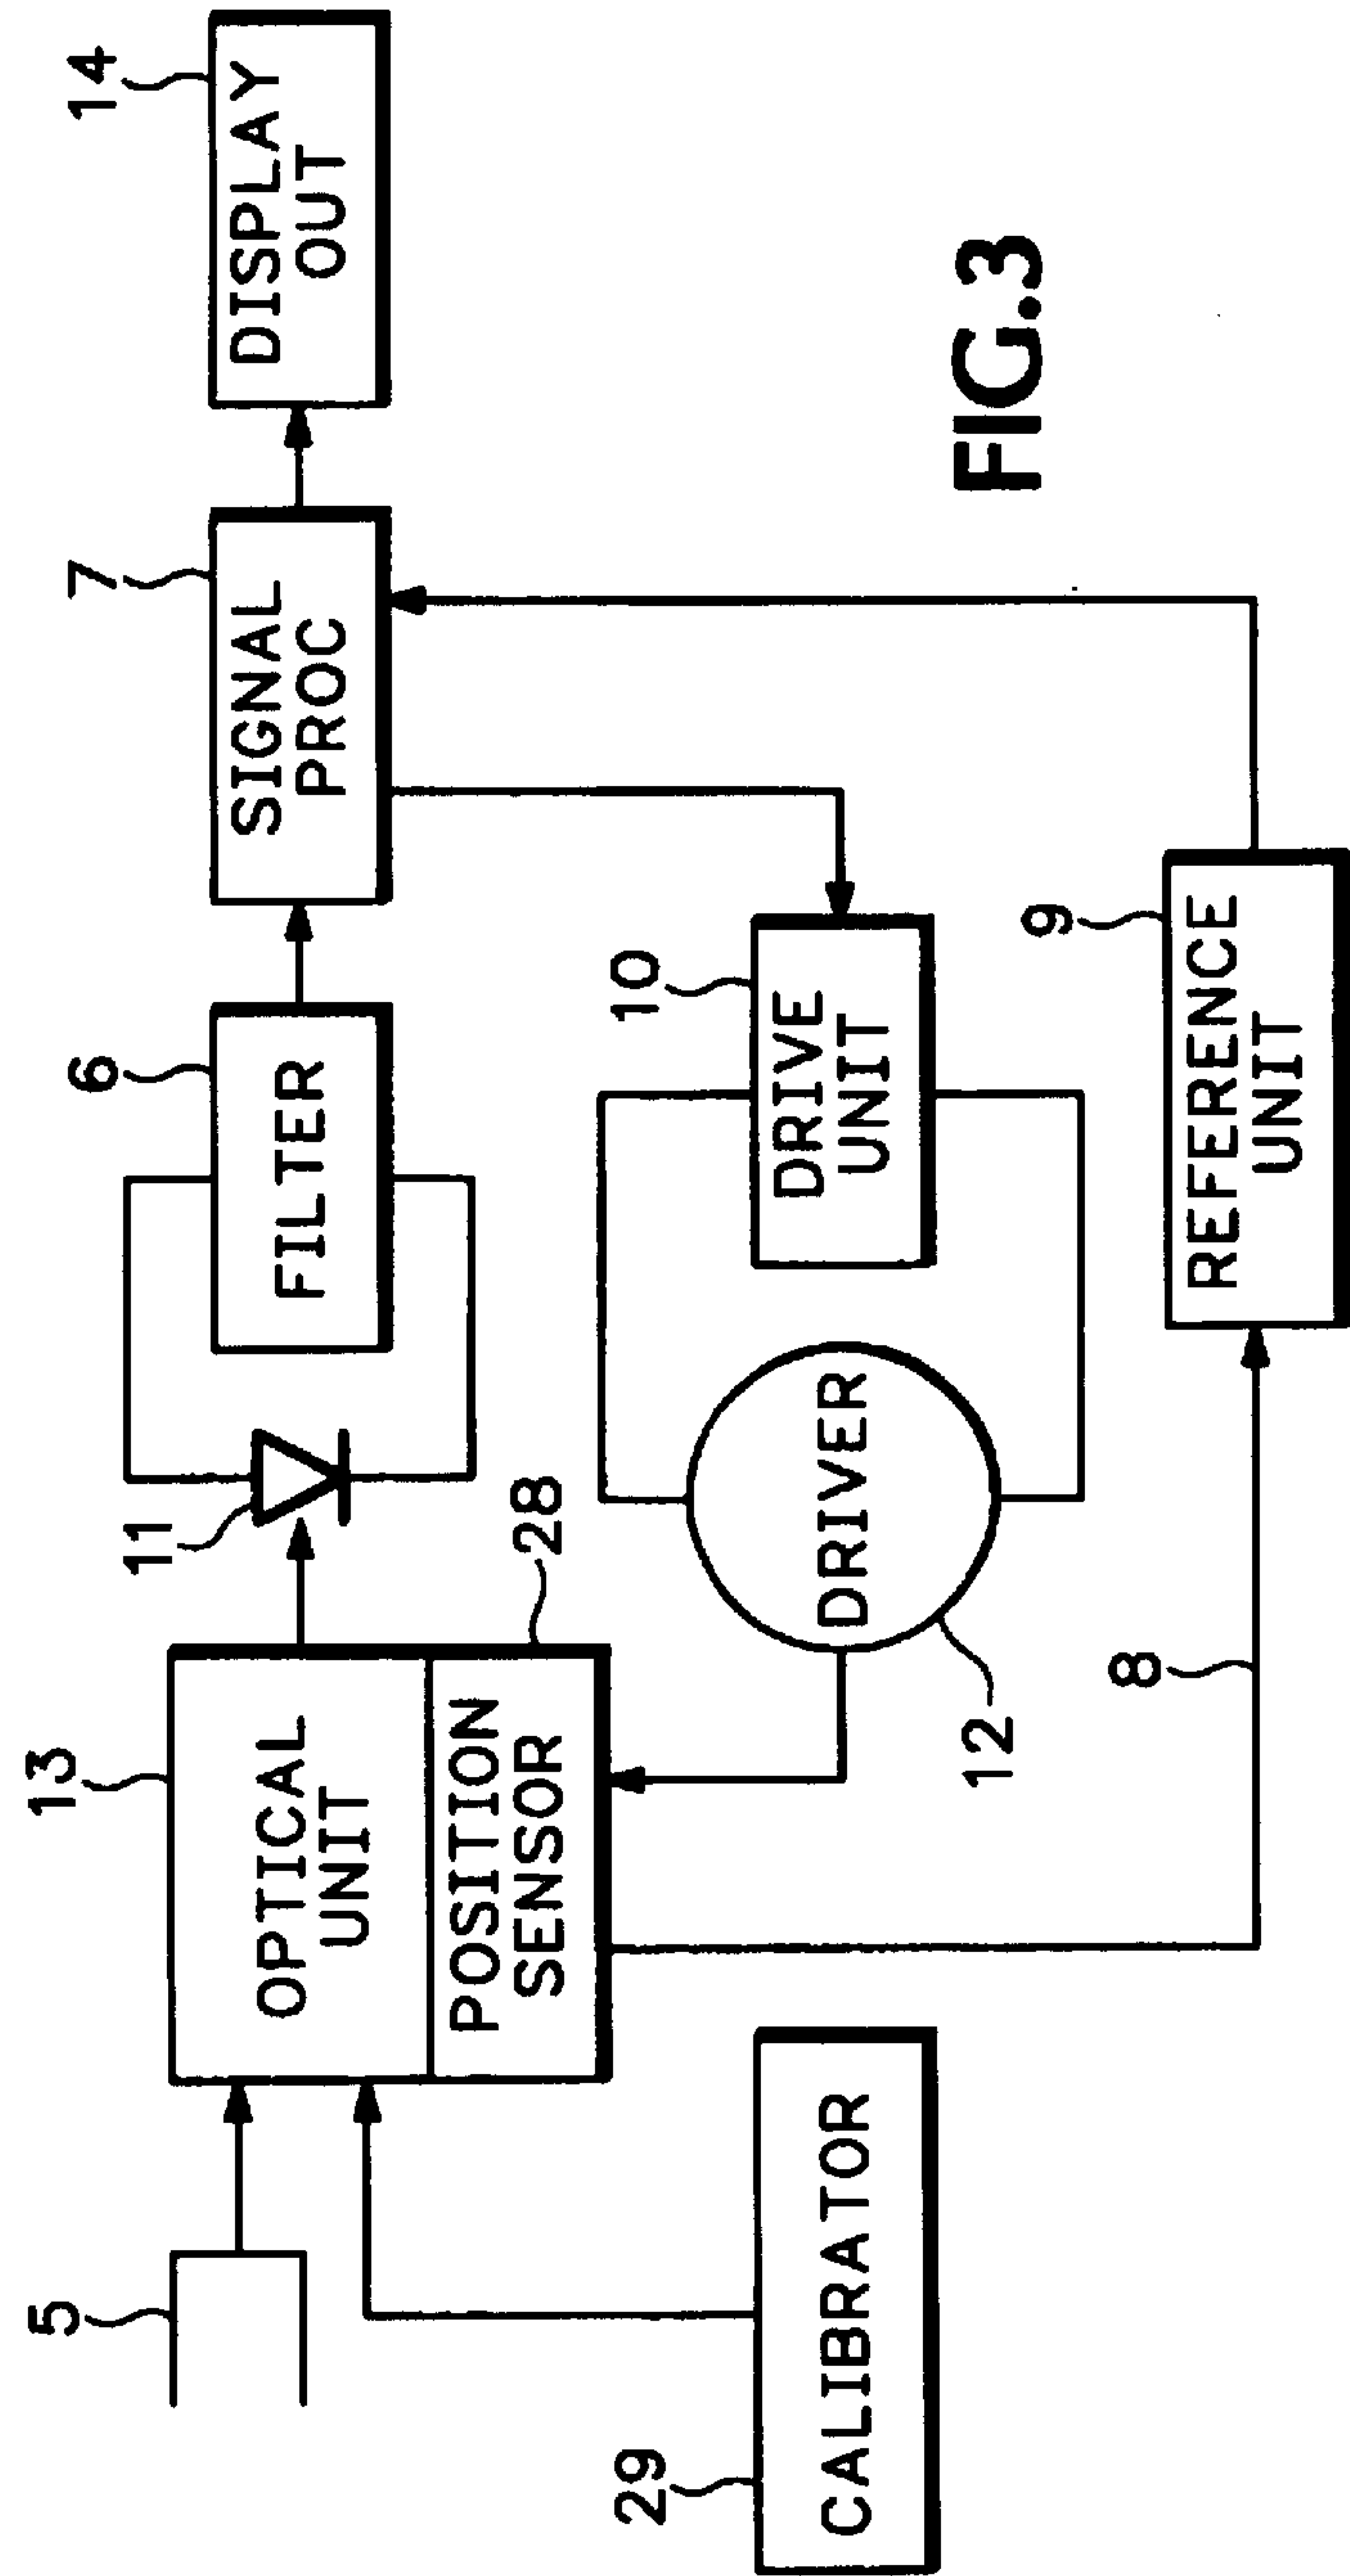 5
13
OPTICAL
UNIT
POSITION
SENSOR
28
11
6
FILTER
7
SIGNAL
PROC
14
DISPLAY
OUT
29
CALIBRATOR
12
DRIVER
10
DRIVE
UNIT
8
9
REFERENCE
UNIT
FIG.3